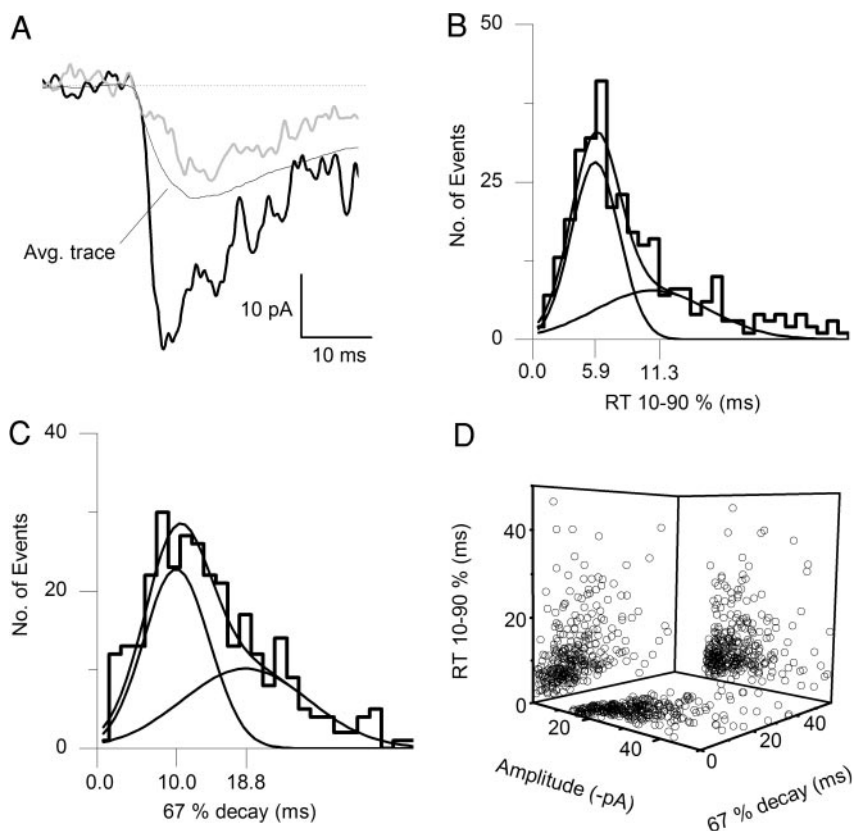 A
Avg. trace
10 pA
10 ms
B
50
25
0
No. of Events
0.0 5.9 11.3
RT 10-90 % (ms)
C
40
20
0
No. of Events
0.0 10.0 18.8
67 % decay (ms)
D
40
20
0
RT 10-90 % (ms)
20 40
Amplitude (-pA)
0 20 40
67 % decay (ms)